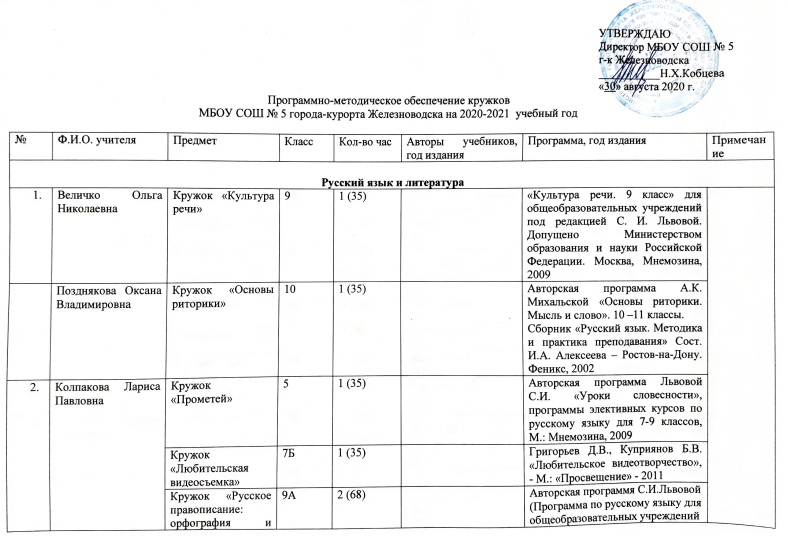 УТВЕРЖДАЮ
Директор МБОУ СОШ № 5
г-к Железноводска
____________Н.Х.Кобцева
«30» августа 2020 г.
Программно-методическое обеспечение кружков
МБОУ СОШ № 5 города-курорта Железноводска на 2020-2021 учебный год
№ Ф.И.О. учителя Предмет Класс Кол-во час Авторы учебников, Программа, год издания Примечан
год издания ие
Русский язык и литература
1. Величко Ольга Кружок «Культура 9 1 (35) «Культура речи. 9 класс» для
Николаевна речи» общеобразовательных учреждений
под редакцией С. И. Львовой.
Допущено Министерством
образования и науки Российской
Федерации. Москва, Мнемозина,
2009
Позднякова Оксана Кружок «Основы 10 1 (35) Авторская программа А.К.
Владимировна риторики» Михальской «Основы риторики.
Мысль и слово». 10 –11 классы.
Сборник «Русский язык. Методика
и практика преподавания» Сост.
И.А. Алексеева – Ростов-на-Дону.
Феникс, 2002
2. Колпакова Лариса Кружок 5 1 (35) Авторская программа Львовой
Павловна «Прометей» С.И. «Уроки словесности»,
программы элективных курсов по
русскому языку для 7-9 классов,
М.: Мнемозина, 2009
Кружок 7Б 1 (35) Григорьев Д.В., Куприянов Б.В.
«Любительская «Любительское видеотворчество»,
видеосъемка» - М.: «Просвещение» - 2011
Кружок «Русское 9А 2 (68) Авторская программа С.И.Львовой
правописание: (Программа по русскому языку для
орфография и общеобразовательных учреждений